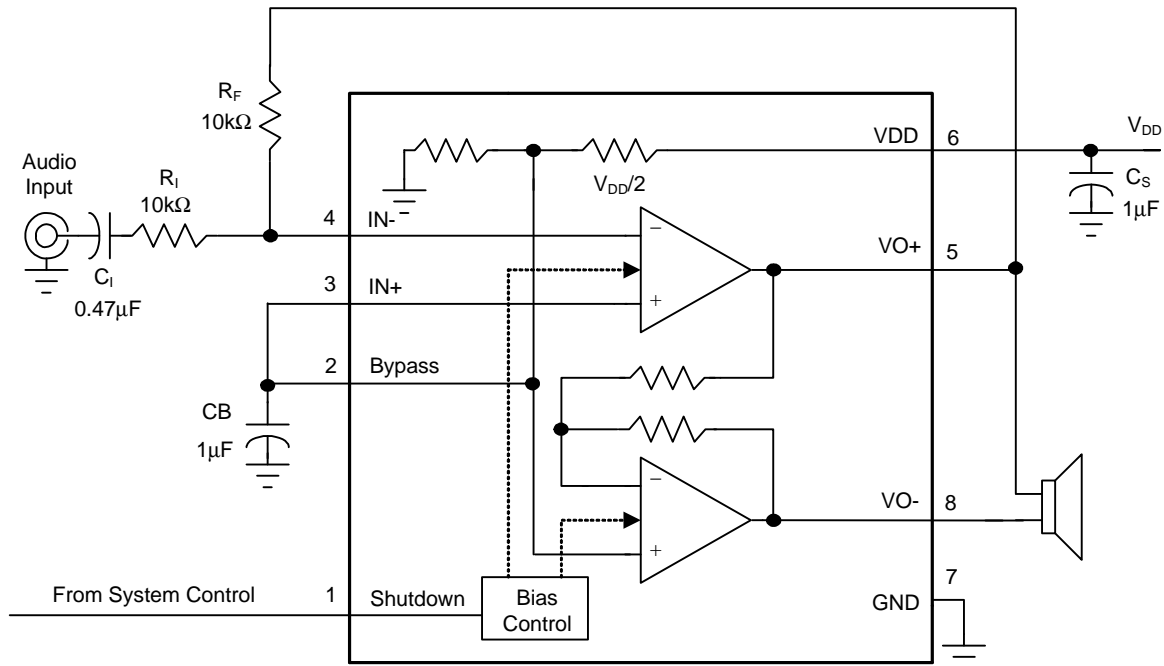 R_F
10kΩ
Audio
Input
R_I
10kΩ
C_I
0.47μF
4
IN-
3
IN+
2
Bypass
CB
1μF
From System Control
1
Shutdown
Bias
Control
V_DD/2
−
+
−
+
VDD
6
V_DD
C_S
1μF
VO+
5
VO-
8
7
GND